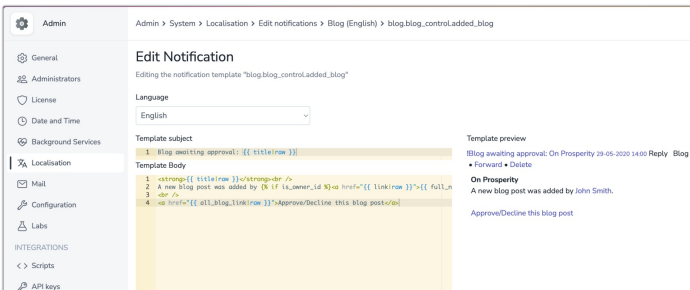 Admin
Admin > System > Localisation > Edit notifications > Blog (English) > blog.blog_control.added_blog
General
Administrators
License
Date and Time
Background Services
Localisation
Mail
Configuration
Labs
INTEGRATIONS
Scripts
API keys
Edit Notification
Editing the notification template "blog.blog_control.added_blog"
Language
English
Template subject
1 Blog awaiting approval: {{ title|raw }}
Template Body
1 <strong>{{ title|raw }}</strong><br />
2 A new blog post was added by {% if is_owner_id %}<a href="{{ link|raw }}">{{ full_n
3 <br />
4 <a href="{{ all_blog_link|raw }}">Approve/Decline this blog post</a>
Template preview
!Blog awaiting approval: On Prosperity 29-05-2020 14:00 Reply Blog
• Forward • Delete
On Prosperity
A new blog post was added by John Smith.
Approve/Decline this blog post